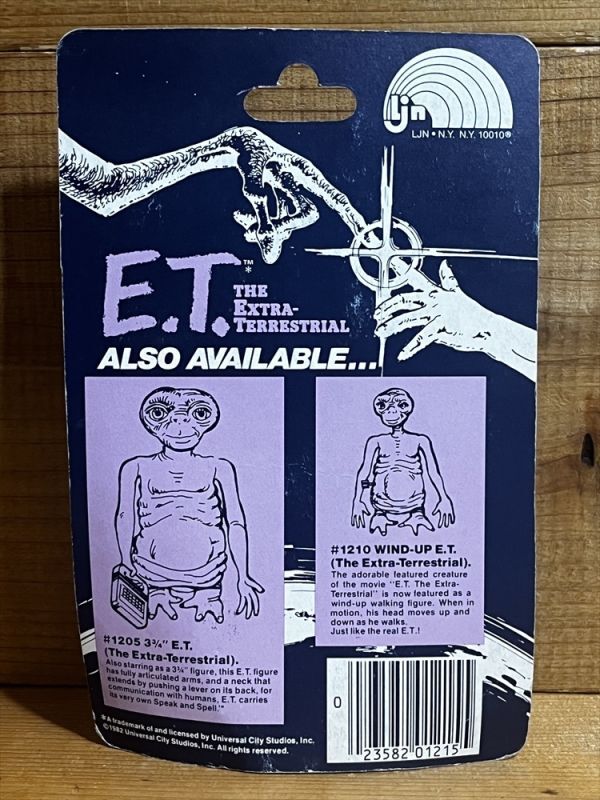 ljn
LJN • N.Y. N.Y. 10010®
E.T.™*
THE
EXTRA-
TERRESTRIAL
ALSO AVAILABLE...
#1205 3¾" E.T.
(The Extra-Terrestrial).
Also starring as a 3¾" figure, this E.T. figure
has fully articulated arms, and a neck that
extends by pushing a lever on its back, for
communication with humans, E.T. carries
its very own Speak and Spell.™
#1210 WIND-UP E.T.
(The Extra-Terrestrial).
The adorable featured creature
of the movie "E.T. The Extra-
Terrestrial" is now featured as a
wind-up walking figure. When in
motion, his head moves up and
down as he walks.
Just like the real E.T.!
*A trademark of and licensed by Universal City Studios, Inc.
©1982 Universal City Studios, Inc. All rights reserved.
0
23582 01215